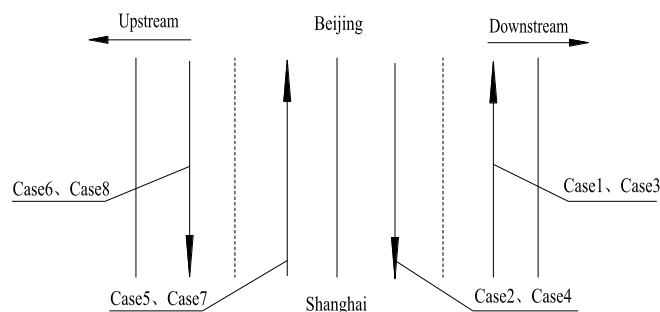 Upstream
Beijing
Downstream
Case6、Case8
Case1、Case3
Case5、Case7
Shanghai
Case2、Case4